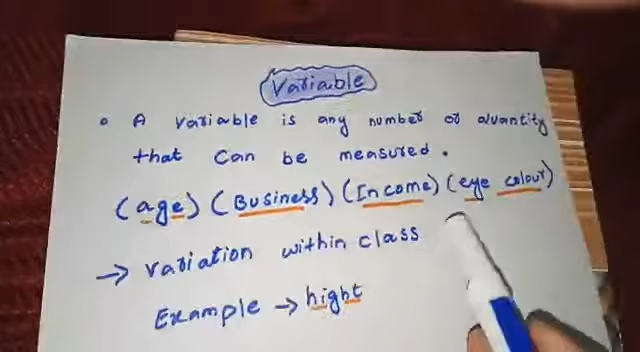 Variable
• A variable is any number or quantity
that can be measured.
(age) (Business) (Income) (eye colour)
→ variation within class
Example → hight